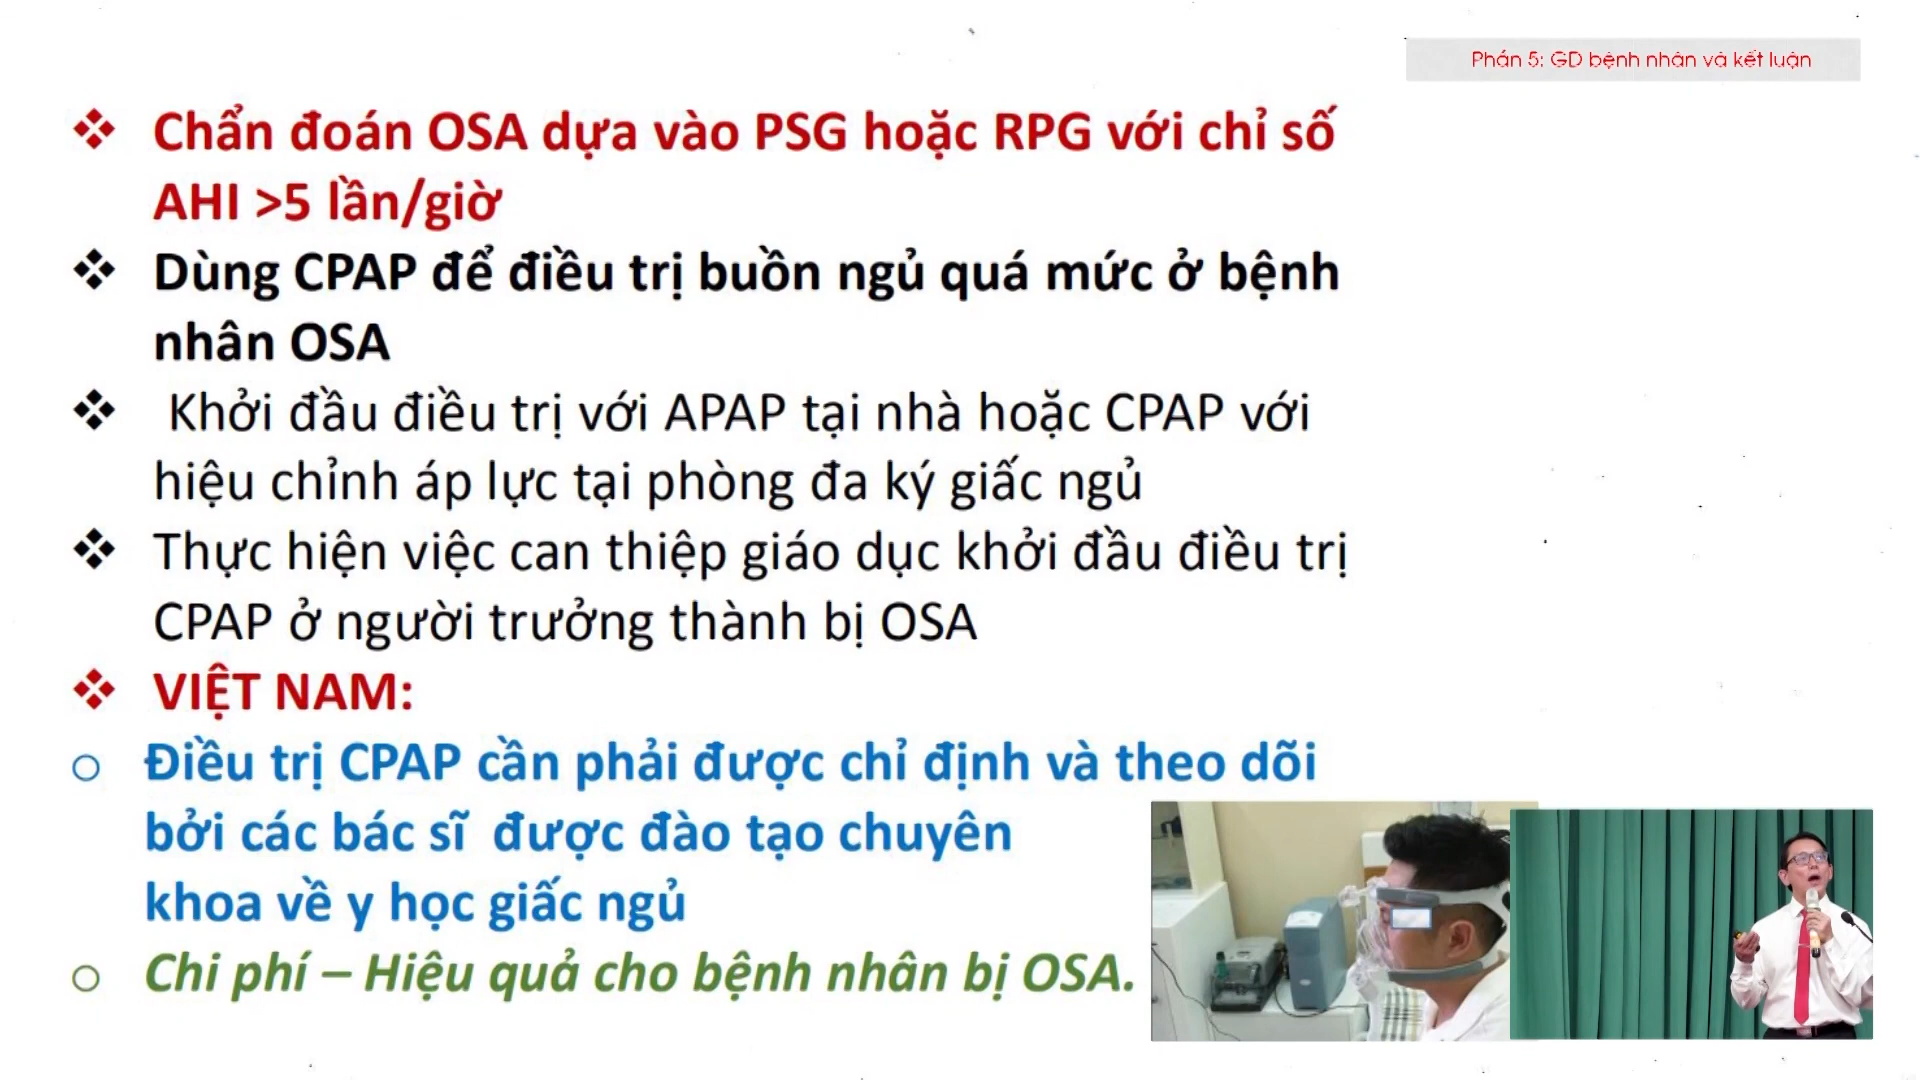 Phần 5: GD bệnh nhân và kết luận
❖ Chẩn đoán OSA dựa vào PSG hoặc RPG với chỉ số
AHI >5 lần/giờ
❖ Dùng CPAP để điều trị buồn ngủ quá mức ở bệnh
nhân OSA
❖ Khởi đầu điều trị với APAP tại nhà hoặc CPAP với
hiệu chỉnh áp lực tại phòng đa ký giấc ngủ
❖ Thực hiện việc can thiệp giáo dục khởi đầu điều trị
CPAP ở người trưởng thành bị OSA
❖ VIỆT NAM:
o Điều trị CPAP cần phải được chỉ định và theo dõi
bởi các bác sĩ được đào tạo chuyên
khoa về y học giấc ngủ
o Chi phí – Hiệu quả cho bệnh nhân bị OSA.